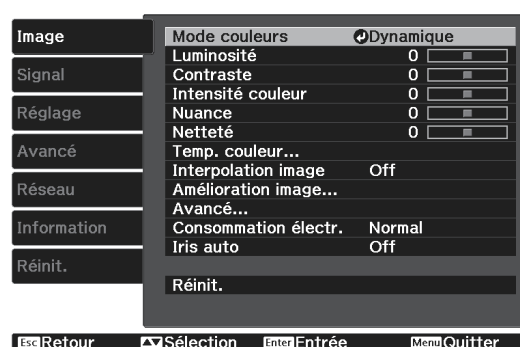 Image
Signal
Réglage
Avancé
Réseau
Information
Réinit.
Mode couleurs Dynamique
Luminosité 0
Contraste 0
Intensité couleur 0
Nuance 0
Netteté 0
Temp. couleur...
Interpolation image Off
Amélioration image...
Avancé...
Consommation électr. Normal
Iris auto Off
Réinit.
Esc Retour Sélection Enter Entrée Menu Quitter